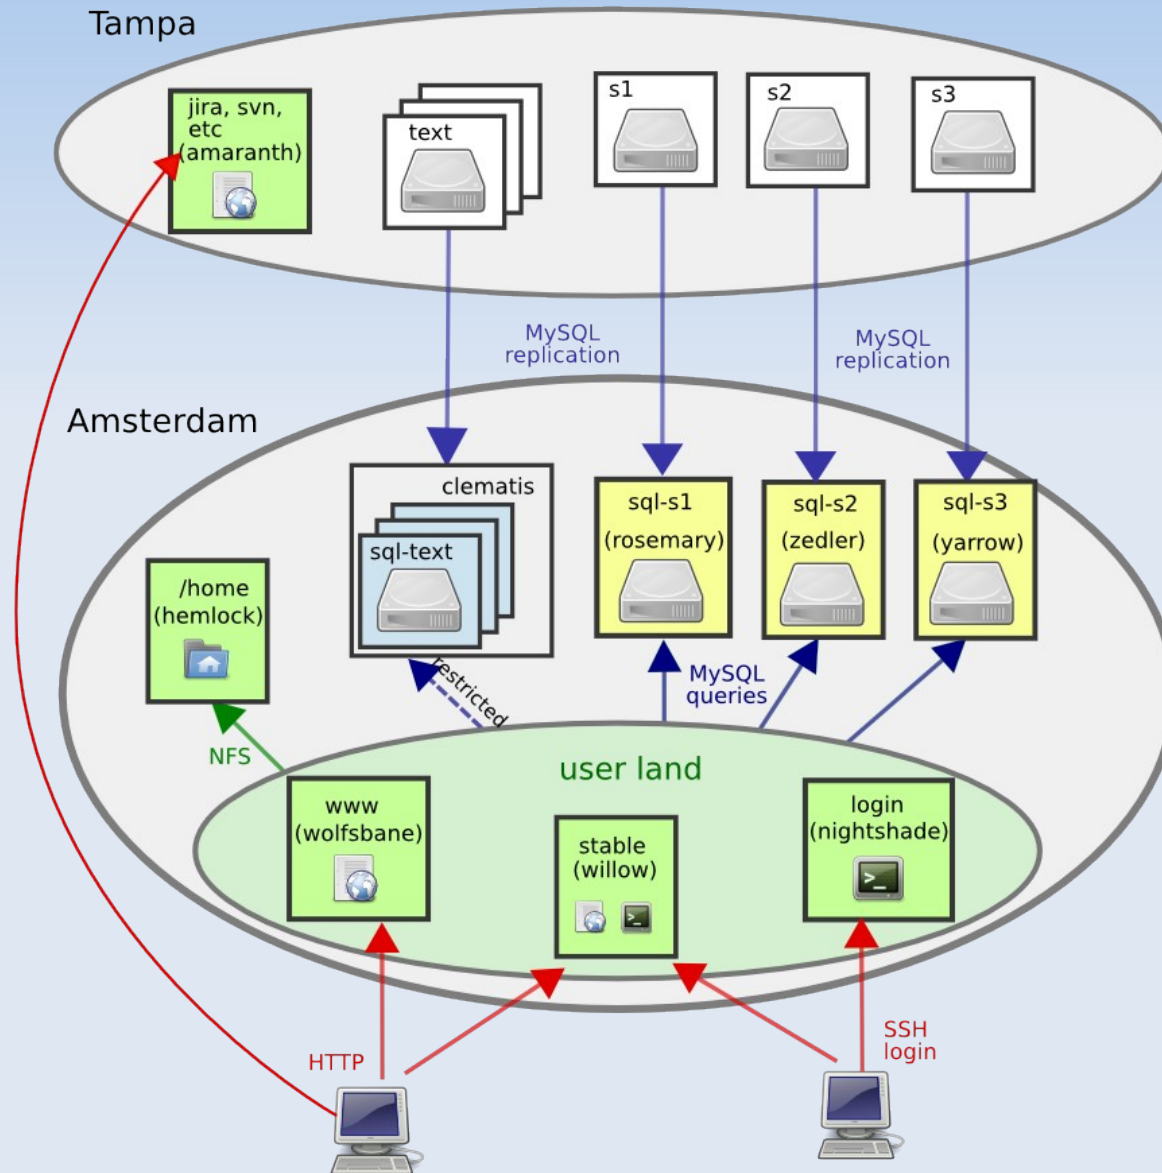 Tampa
jira, svn,
etc
(amaranth)
text
s1
s2
s3
MySQL
replication
MySQL
replication
Amsterdam
clematis
sql-text
sql-s1
(rosemary)
sql-s2
(zedler)
sql-s3
(yarrow)
/home
(hemlock)
restricted
MySQL
queries
NFS
user land
www
(wolfsbane)
stable
(willow)
>_
login
(nightshade)
>_
HTTP
SSH
login